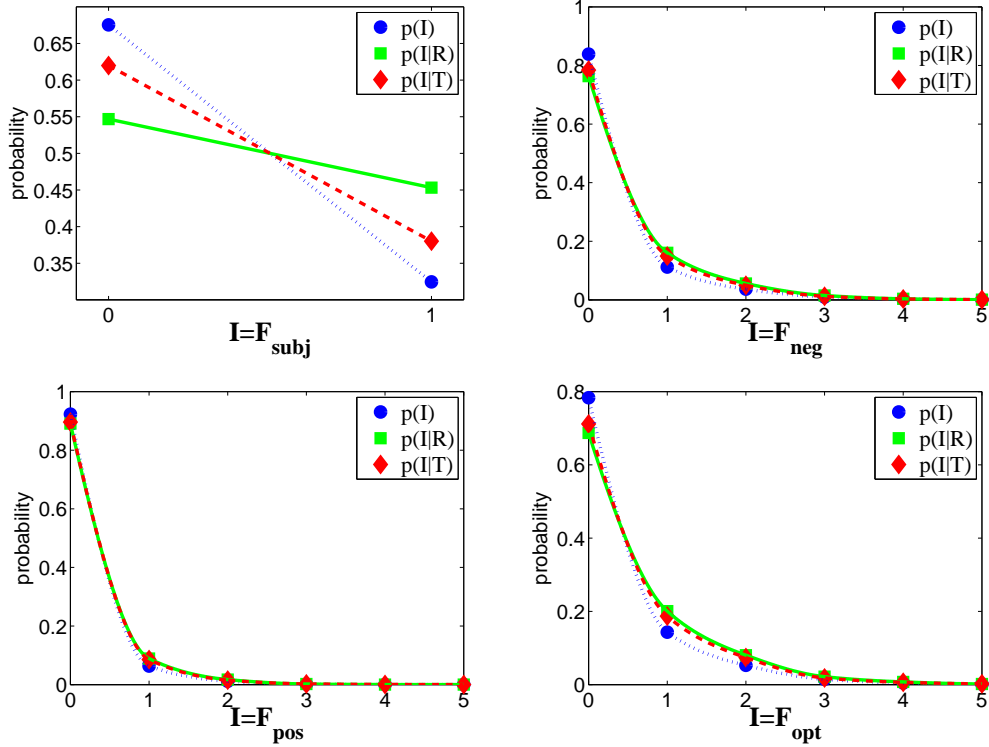 0.65
0.6
0.55
0.5
0.45
0.4
0.35
probability
0 1
I=F_subj
p(I)
p(I|R)
p(I|T)
1
0.8
0.6
0.4
0.2
0
probability
0 1 2 3 4 5
I=F_neg
p(I)
p(I|R)
p(I|T)
1
0.8
0.6
0.4
0.2
0
probability
0 1 2 3 4 5
I=F_pos
p(I)
p(I|R)
p(I|T)
0.8
0.6
0.4
0.2
0
probability
0 1 2 3 4 5
I=F_opt
p(I)
p(I|R)
p(I|T)